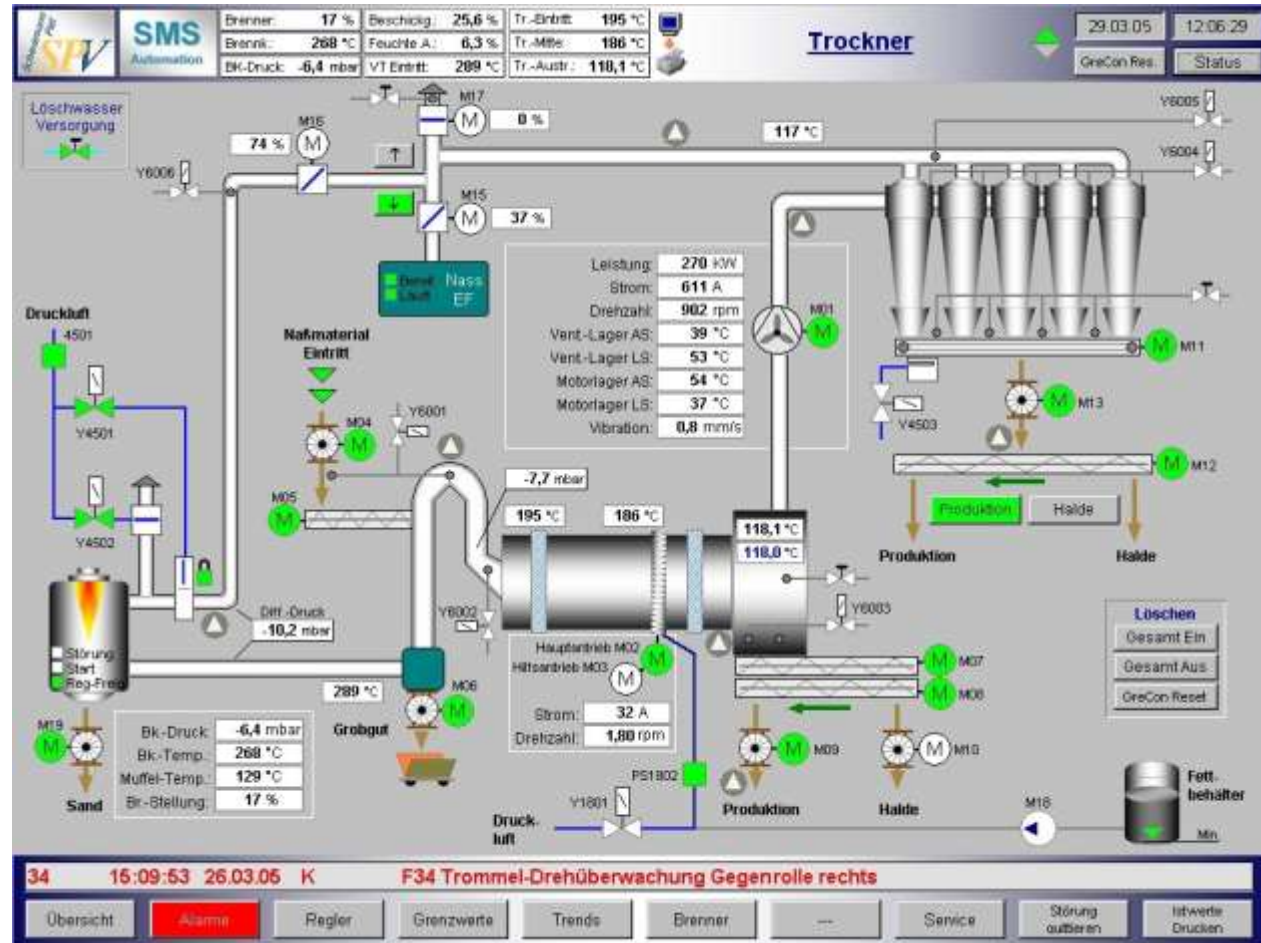 SPV
SMS
Automation
Brenner: 17 %
Brennk.: 268 °C
BK-Druck: -6,4 mbar
Beschickg.: 25,6 %
Feuchte A.: 6,3 %
VT Eintritt: 289 °C
Tr.-Eintritt 195 °C
Tr.-Mitte: 186 °C
Tr.-Austr.: 118,1 °C
Trockner
29.03.05 12:06:29
GreCon Res. Status
Löschwasser
Versorgung
M17
0 %
M16
74 %
Y6006
↑
↓
M15
37 %
117 °C
Y6005
Y6004
Nass
EF
Läuft
Druckluft
4501
Y4501
Y4502
Naßmaterial
Eintritt
M04
Y6001
M05
Leistung: 270 kW
Strom: 611 A
Drehzahl: 902 rpm
Vent.-Lager AS: 39 °C
Vent.-Lager LS: 53 °C
Motorlager AS: 54 °C
Motorlager LS: 37 °C
Vibration: 0,8 mm/s
M01
M11
Y4503
M13
M12
Produktion Halde
Produktion Halde
-7,7 mbar
195 °C 186 °C
118,1 °C
118,0 °C
Y6002
Y6003
Diff.-Druck
-10,2 mbar
Störung
Start
Reg-Freig
289 °C
M06
Grobgut
Hauptantrieb M02
Hilfsantrieb M03
Strom: 32 A
Drehzahl: 1,80 rpm
M07
M08
M09
M10
Produktion Halde
M19
Sand
Bk-Druck: -6,4 mbar
Bk-Temp.: 268 °C
Muffel-Temp.: 129 °C
Br-Stellung: 17 %
PS1802
Y1801
Druck-
luft
M18
Fett-
behälter
Min.
Löschen
Gesamt Ein
Gesamt Aus
GreCon Reset
34 15:09:53 26.03.05 K F34 Trommel-Drehüberwachung Gegenrolle rechts
Übersicht Alarme Regler Grenzwerte Trends Brenner --- Service Störung quittieren Istwerte Drucken